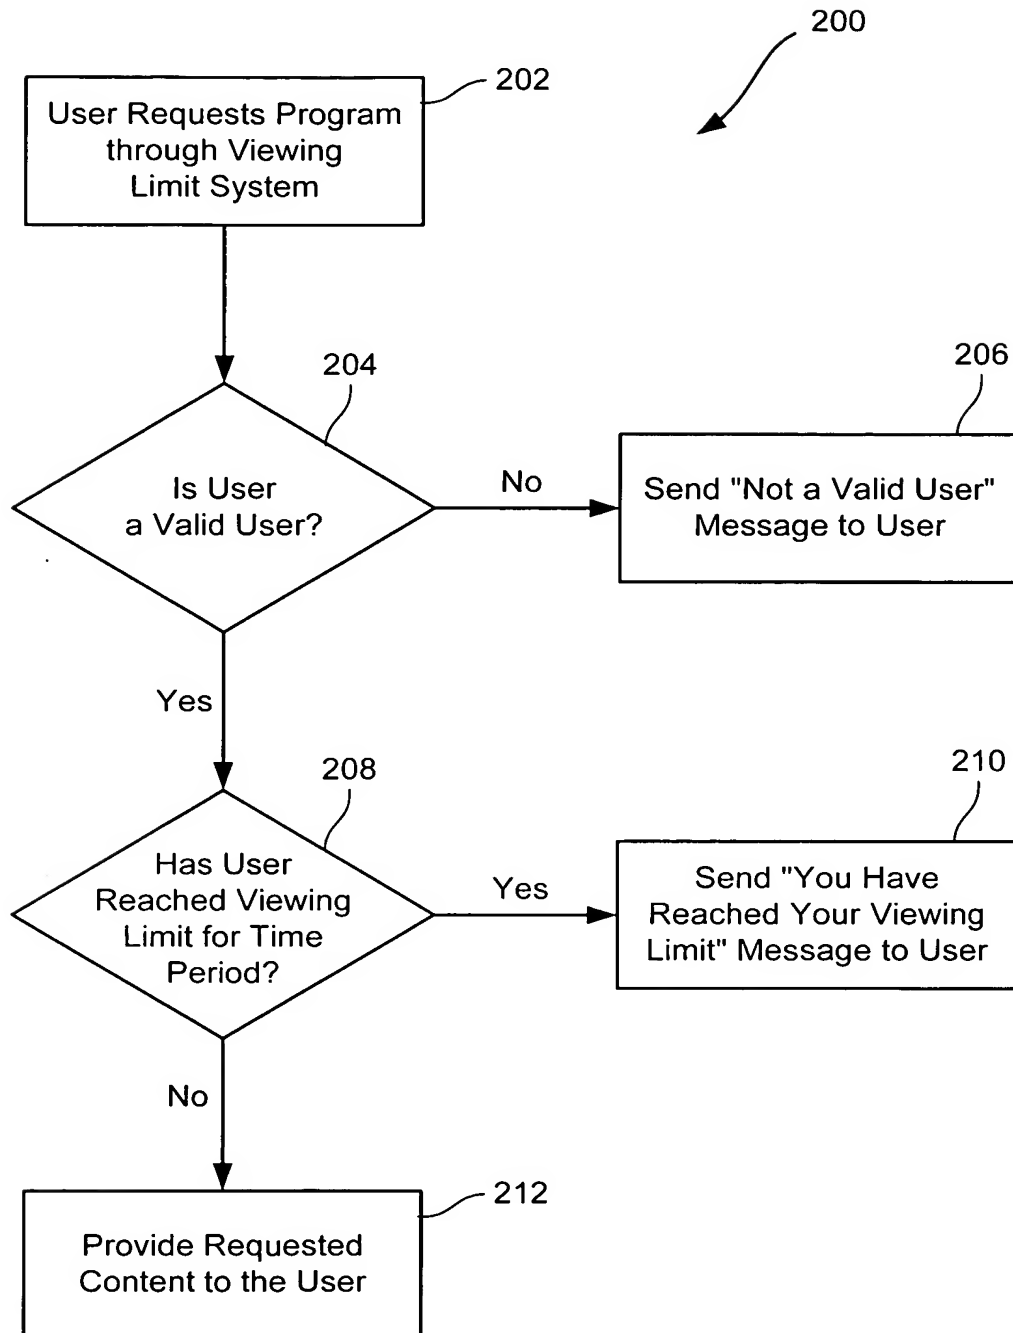 200
202
User Requests Program
through Viewing
Limit System
204
Is User
a Valid User?
No
206
Send "Not a Valid User"
Message to User
Yes
208
Has User
Reached Viewing
Limit for Time
Period?
Yes
210
Send "You Have
Reached Your Viewing
Limit" Message to User
No
212
Provide Requested
Content to the User